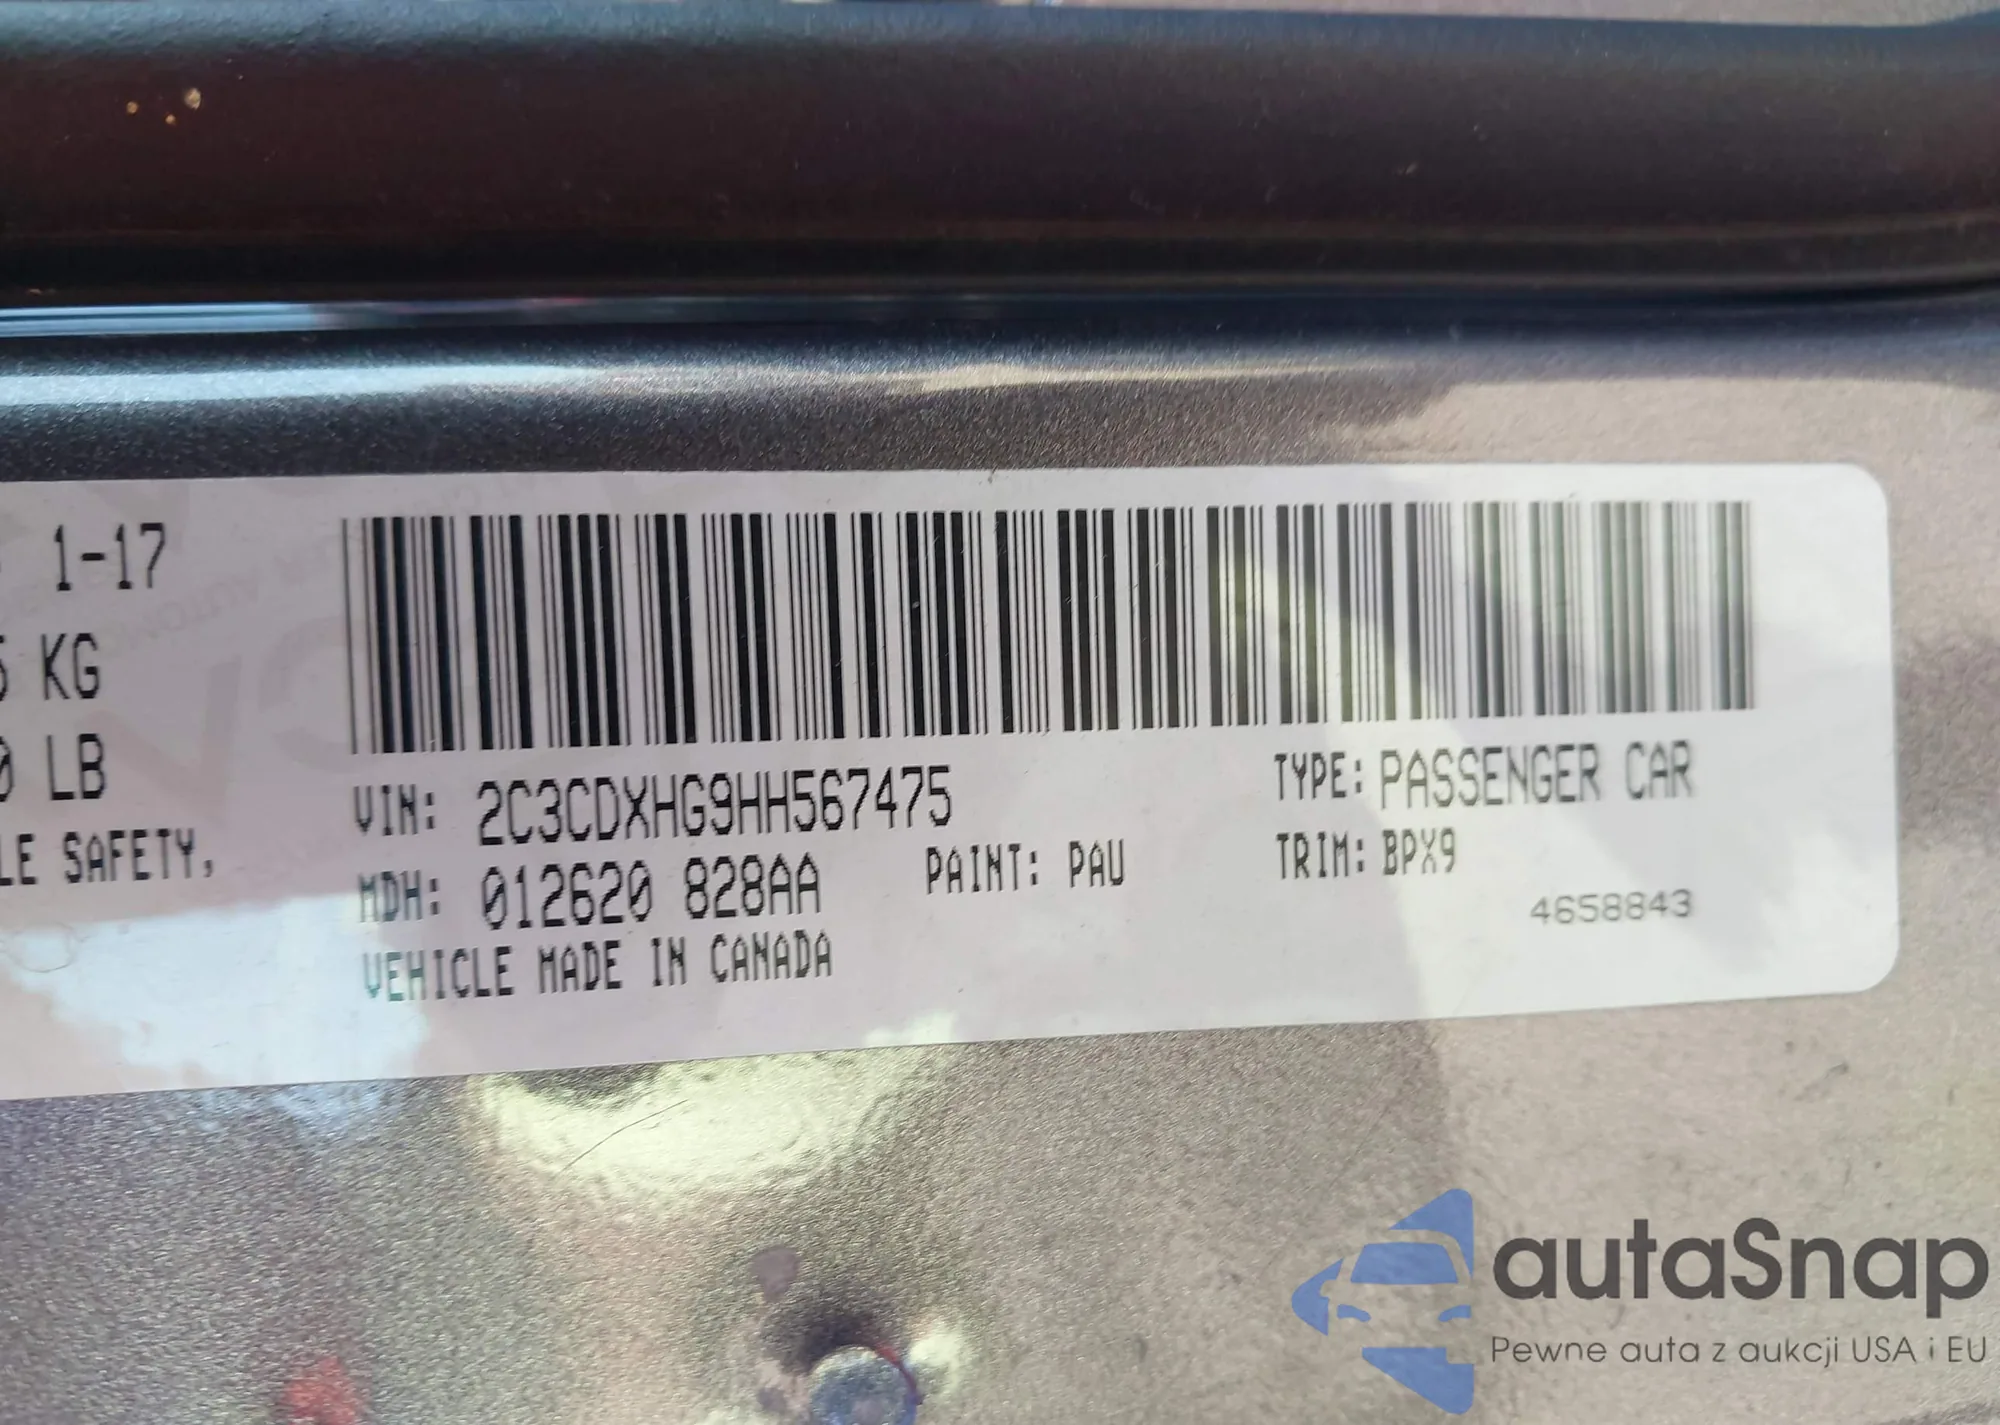 1-17
KG
LB
LE SAFETY,
VIN: 2C3CDXHG9HH567475
MDH: 012620 828AA
PAINT: PAU
VEHICLE MADE IN CANADA
TYPE: PASSENGER CAR
TRIM: BPX9
4658843
autaSnap
Pewne auta z aukcji USA i EU